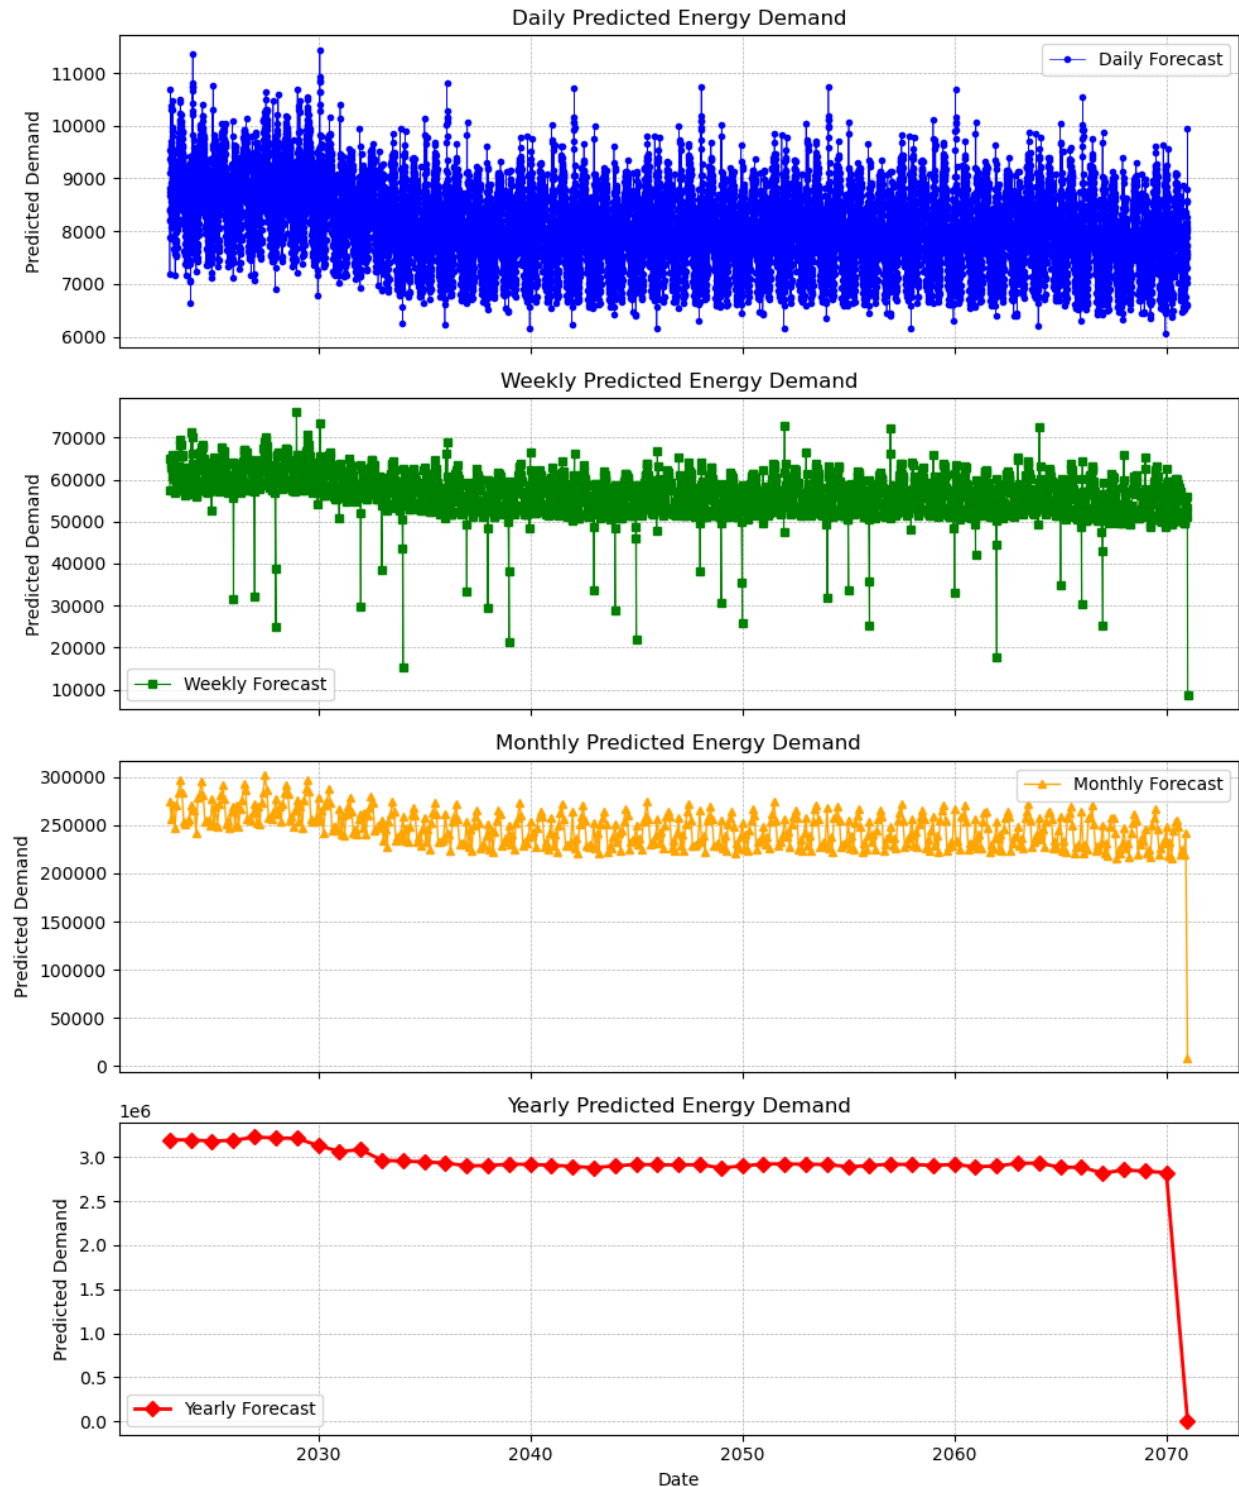 Daily Predicted Energy Demand
Predicted Demand
11000
10000
9000
8000
7000
6000
Daily Forecast
Weekly Predicted Energy Demand
Predicted Demand
70000
60000
50000
40000
30000
20000
10000
Weekly Forecast
Monthly Predicted Energy Demand
Predicted Demand
300000
250000
200000
150000
100000
50000
0
Monthly Forecast
Yearly Predicted Energy Demand
1e6
Predicted Demand
3.0
2.5
2.0
1.5
1.0
0.5
0.0
Yearly Forecast
2030 2040 2050 2060 2070
Date